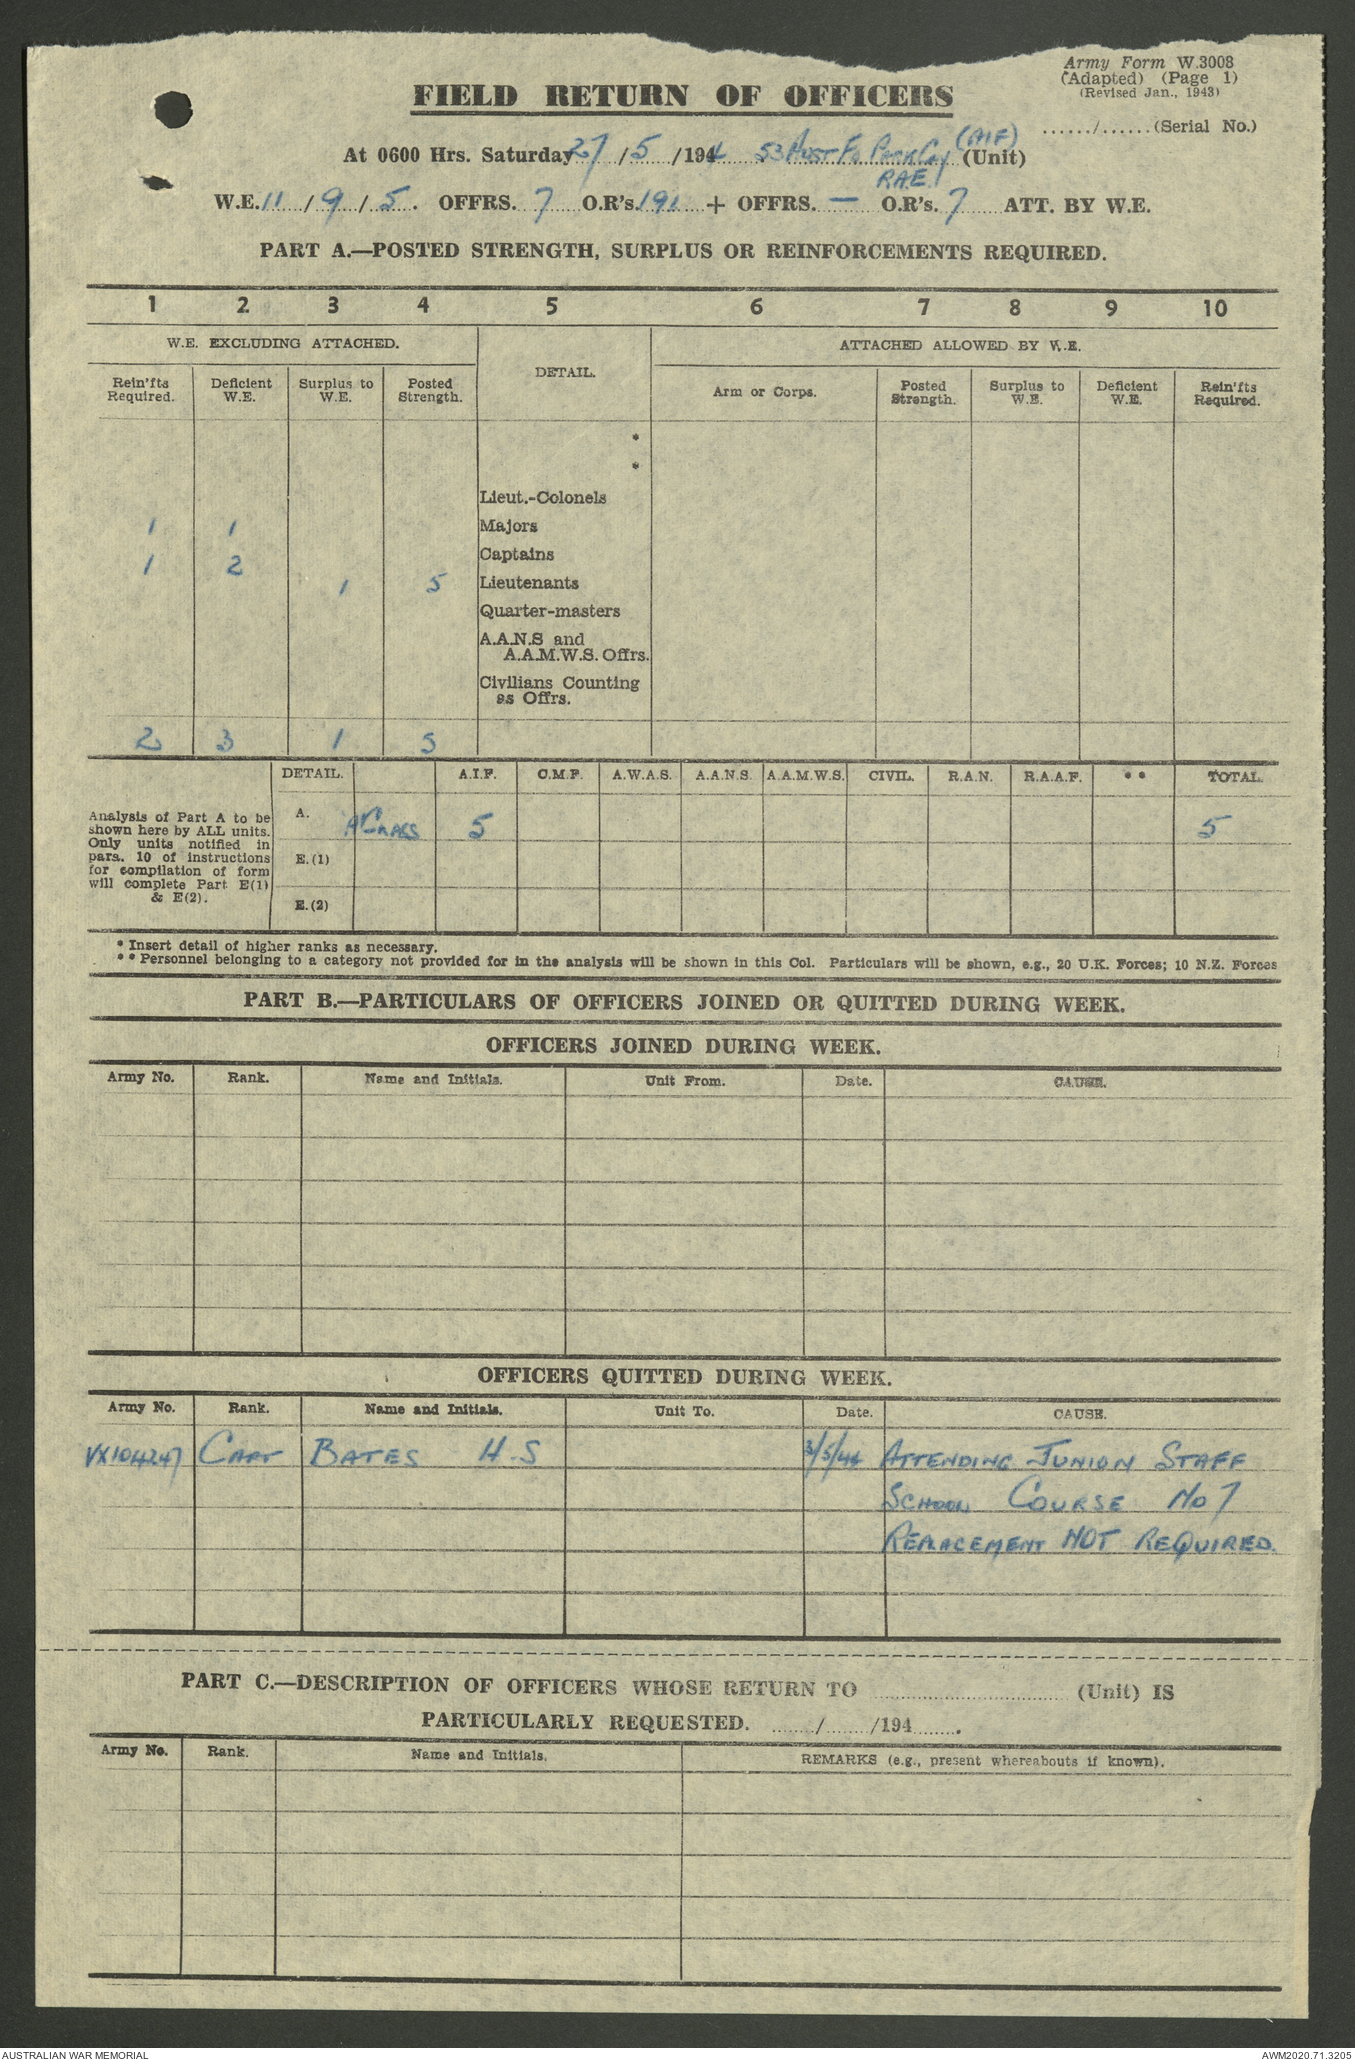 Army Form W.3008
(Adapted) (Page 1)
(Revised Jan., 1943)
FIELD RETURN OF OFFICERS
....../......(Serial No.)
At 0600 Hrs. Saturday 27/5/1944 53 Aust Fd Park Coy (AIF) (Unit)
RAE
W.E. 11/9/5. OFFRS. 7 O.R's. 191 + OFFRS. — O.R's. 7 ATT. BY W.E.
PART A.—POSTED STRENGTH, SURPLUS OR REINFORCEMENTS REQUIRED.
1 2 3 4 5 6 7 8 9 10
W.E. EXCLUDING ATTACHED. DETAIL. ATTACHED ALLOWED BY W.E.
Rein'fts Required. Deficient W.E. Surplus to W.E. Posted Strength. Arm or Corps. Posted Strength. Surplus to W.E. Deficient W.E. Rein'fts Required.
*
*
Lieut.-Colonels
1 1 Majors
1 2 Captains
1 5 Lieutenants
Quarter-masters
A.A.N.S and
A.A.M.W.S. Offrs.
Civilians Counting
as Offrs.
2 3 1 5
DETAIL. A.I.F. C.M.F. A.W.A.S. A.A.N.S. A.A.M.W.S. CIVIL. R.A.N. R.A.A.F. * * TOTAL.
Analysis of Part A to be
shown here by ALL units.
Only units notified in
para. 10 of instructions
for compilation of form
will complete Part E(1)
& E(2).
A. Class 5 5
E.(1)
E.(2)
* Insert detail of higher ranks as necessary.
* * Personnel belonging to a category not provided for in the analysis will be shown in this Col. Particulars will be shown, e.g., 20 U.K. Forces; 10 N.Z. Forces
PART B.—PARTICULARS OF OFFICERS JOINED OR QUITTED DURING WEEK.
OFFICERS JOINED DURING WEEK.
Army No. Rank. Name and Initials. Unit From. Date. CAUSE.
OFFICERS QUITTED DURING WEEK.
Army No. Rank. Name and Initials. Unit To. Date. CAUSE.
VX104247 CAPT BATES H.S 3/5/44 ATTENDING JUNIOR STAFF
SCHOOL COURSE No 7
REPLACEMENT NOT REQUIRED.
PART C.—DESCRIPTION OF OFFICERS WHOSE RETURN TO ............ (Unit) IS
PARTICULARLY REQUESTED. ....../....../194.......
Army No. Rank. Name and Initials. REMARKS (e.g., present whereabouts if known).
AUSTRALIAN WAR MEMORIAL
AWM2020.71.3205